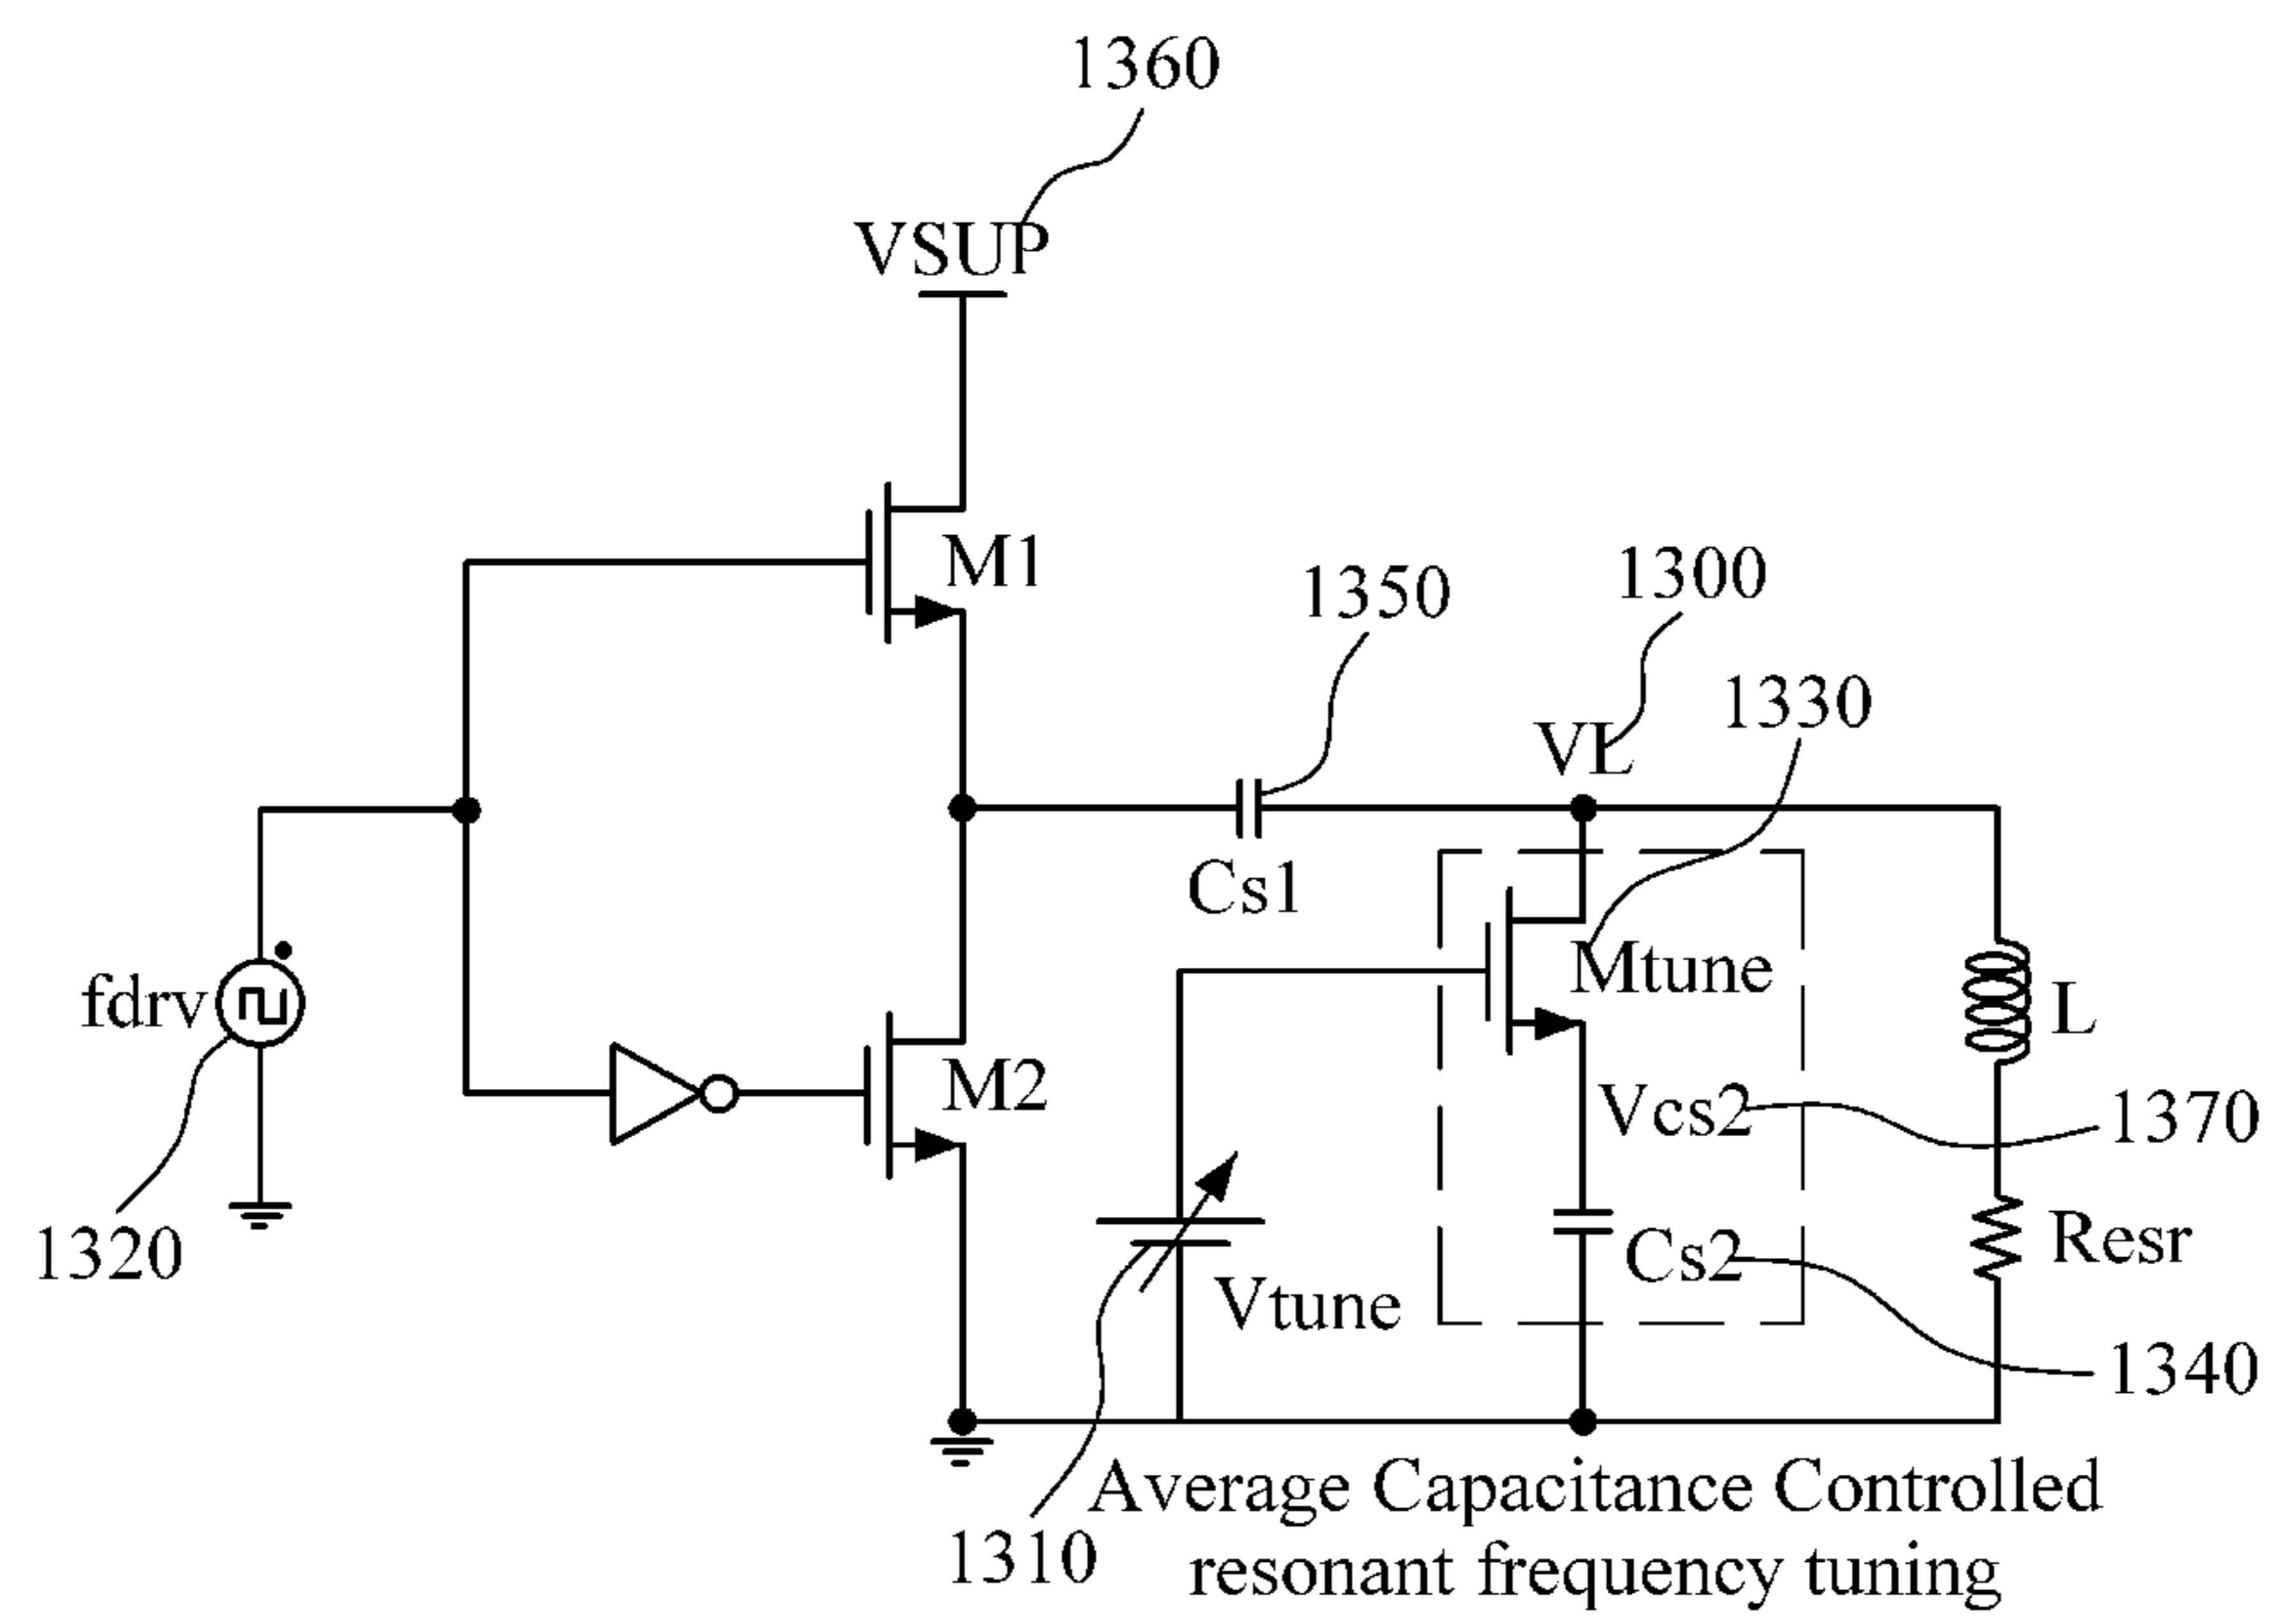 1360
VSUP
M1
1350
1300
1330
VL
Cs1
Mtune
fdrv
L
M2
Vcs2
1370
1320
Vtune
Cs2
Resr
1340
1310
Average Capacitance Controlled
resonant frequency tuning